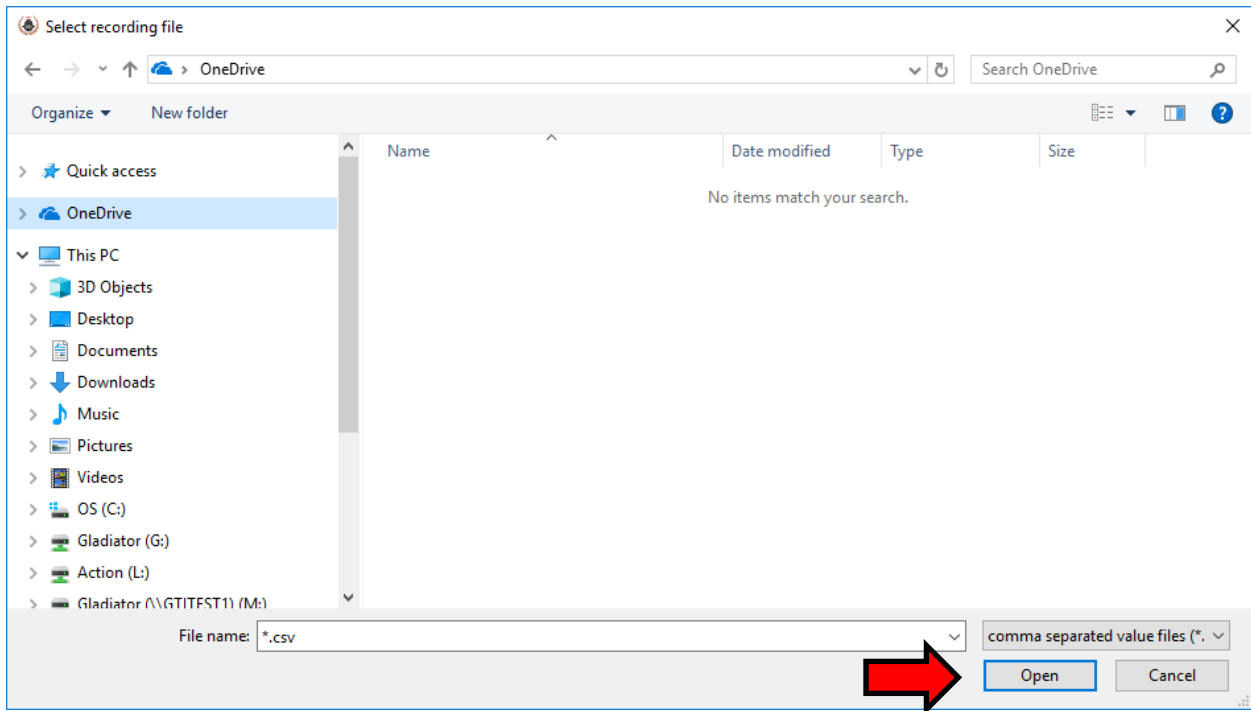 Select recording file
OneDrive
Search OneDrive
Organize
New folder
Name
Date modified
Type
Size
Quick access
No items match your search.
OneDrive
This PC
3D Objects
Desktop
Documents
Downloads
Music
Pictures
Videos
OS (C:)
Gladiator (G:)
Action (L:)
Gladiator (\\GTITEST1) (M:)
File name: *.csv
comma separated value files (*.
Open
Cancel